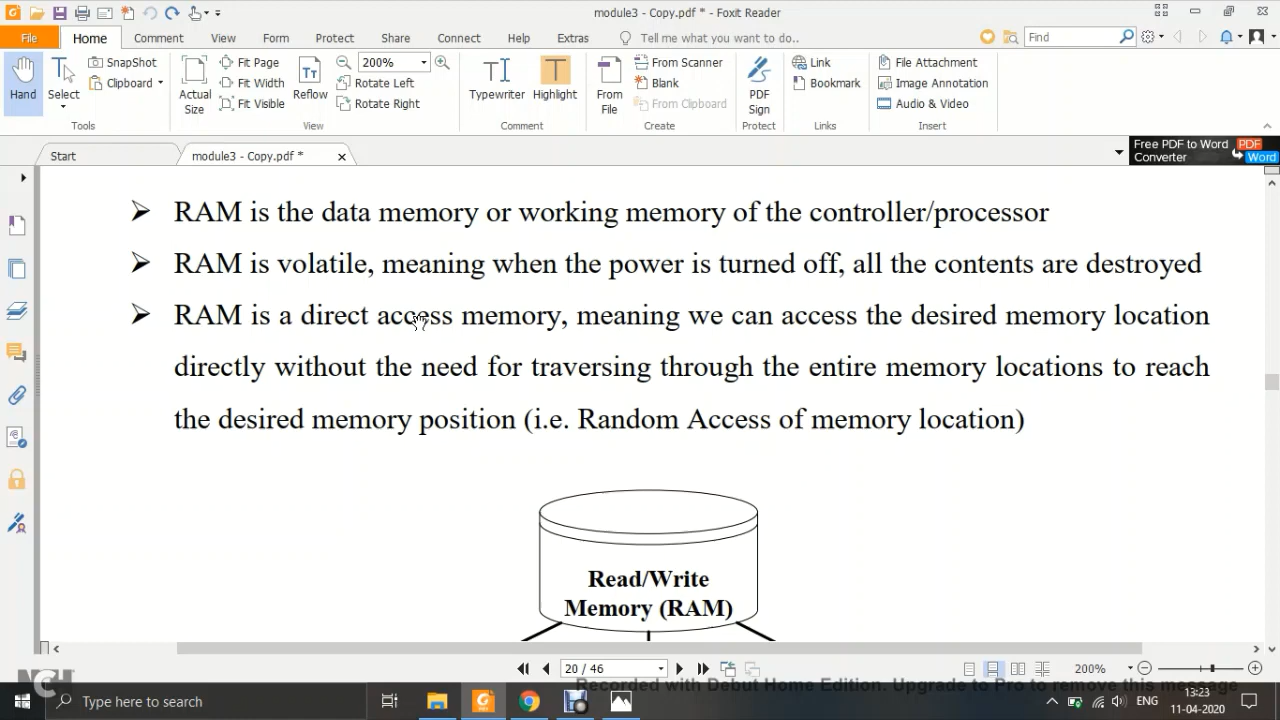 module3 - Copy.pdf * - Foxit Reader
File Home Comment View Form Protect Share Connect Help Extras Tell me what you want to do.. Find
Hand
Select
SnapShot
Clipboard
Tools
Actual Size
Fit Page
Fit Width
Fit Visible
Reflow
200%
Rotate Left
Rotate Right
View
Typewriter
Highlight
Comment
From File
From Scanner
Blank
From Clipboard
Create
PDF Sign
Protect
Link
Bookmark
Links
File Attachment
Image Annotation
Audio & Video
Insert
Start
module3 - Copy.pdf *
Free PDF to Word
Converter
PDF
Word
RAM is the data memory or working memory of the controller/processor
RAM is volatile, meaning when the power is turned off, all the contents are destroyed
RAM is a direct access memory, meaning we can access the desired memory location
directly without the need for traversing through the entire memory locations to reach
the desired memory position (i.e. Random Access of memory location)
Read/Write
Memory (RAM)
20 / 46
200%
NCH
Recorded with Debut Home Edition. Upgrade to Pro to remove this message
Type here to search
ENG
13:23
11-04-2020